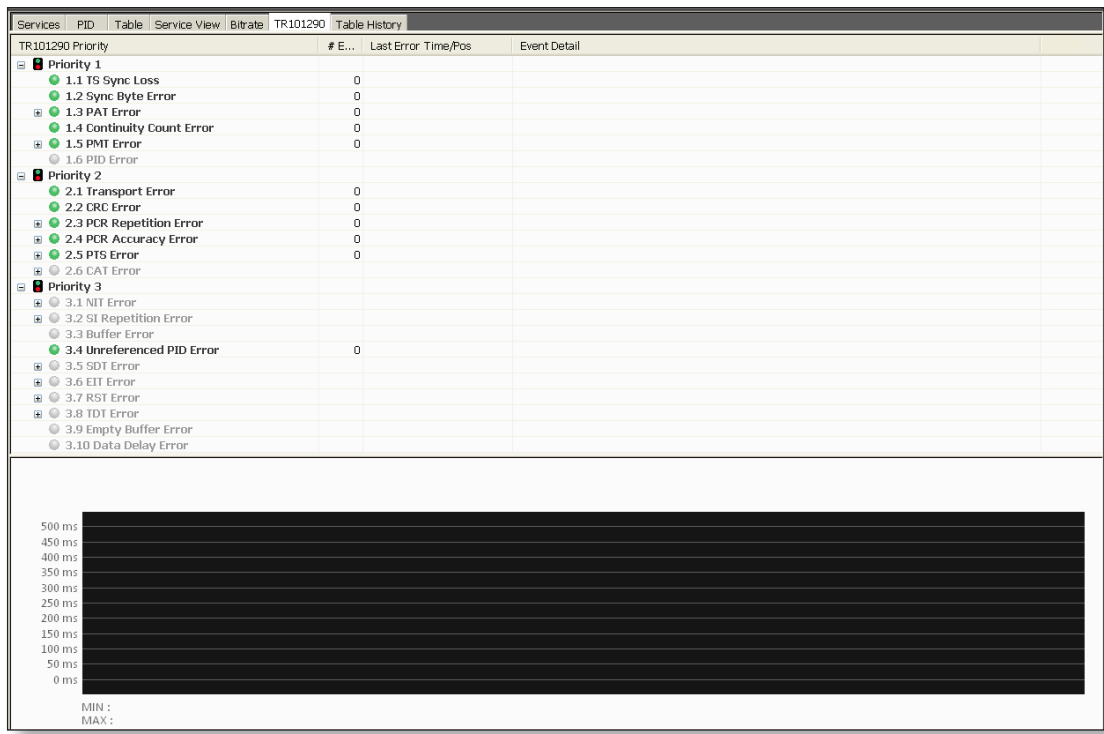 Services PID Table Service View Bitrate TR101290 Table History
TR101290 Priority # E... Last Error Time/Pos Event Detail
Priority 1
1.1 TS Sync Loss 0
1.2 Sync Byte Error 0
1.3 PAT Error 0
1.4 Continuity Count Error 0
1.5 PMT Error 0
1.6 PID Error
Priority 2
2.1 Transport Error 0
2.2 CRC Error 0
2.3 PCR Repetition Error 0
2.4 PCR Accuracy Error 0
2.5 PTS Error 0
2.6 CAT Error
Priority 3
3.1 NIT Error
3.2 SI Repetition Error
3.3 Buffer Error
3.4 Unreferenced PID Error 0
3.5 SDT Error
3.6 EIT Error
3.7 RST Error
3.8 TDT Error
3.9 Empty Buffer Error
3.10 Data Delay Error
500 ms
450 ms
400 ms
350 ms
300 ms
250 ms
200 ms
150 ms
100 ms
50 ms
0 ms
MIN :
MAX :